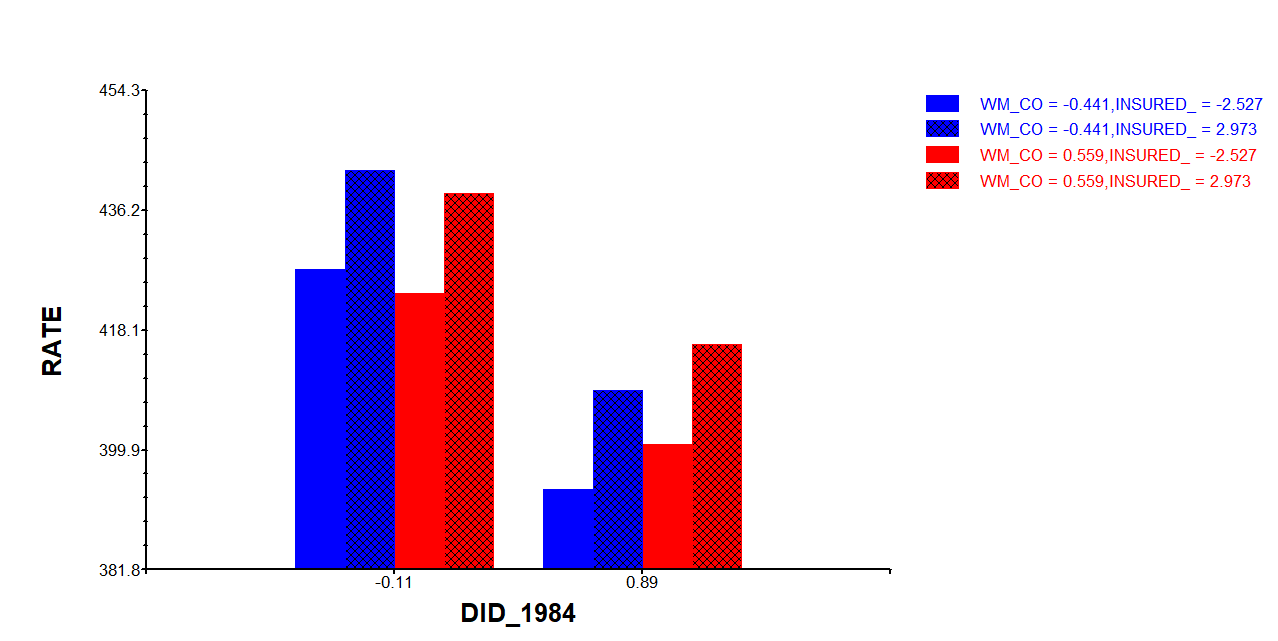 454.3
436.2
418.1
399.9
381.8
RATE
-0.11
0.89
DID_1984
WM_CO = -0.441,INSURED_ = -2.527
WM_CO = -0.441,INSURED_ = 2.973
WM_CO = 0.559,INSURED_ = -2.527
WM_CO = 0.559,INSURED_ = 2.973